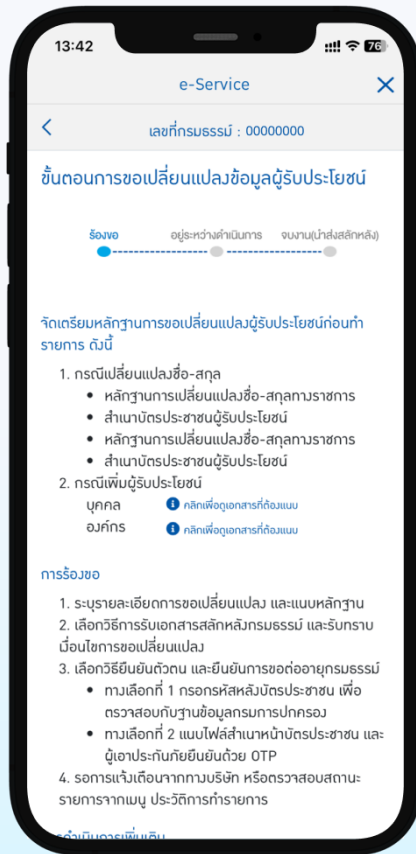 13:42
76
e-Service
เลขที่กรมธรรม์ : 00000000
ขั้นตอนการขอเปลี่ยนแปลงข้อมูลผู้รับประโยชน์
ร้องขอ อยู่ระหว่างดำเนินการ จบงาน(นำส่งสลักหลัง)
จัดเตรียมหลักฐานการขอเปลี่ยนแปลงผู้รับประโยชน์ก่อนทำ
รายการ ดังนี้
1. กรณีเปลี่ยนแปลงชื่อ-สกุล
• หลักฐานการเปลี่ยนแปลงชื่อ-สกุลทางราชการ
• สำเนาบัตรประชาชนผู้รับประโยชน์
• หลักฐานการเปลี่ยนแปลงชื่อ-สกุลทางราชการ
• สำเนาบัตรประชาชนผู้รับประโยชน์
2. กรณีเพิ่มผู้รับประโยชน์
บุคคล คลิกเพื่อดูเอกสารที่ต้องแนบ
องค์กร คลิกเพื่อดูเอกสารที่ต้องแนบ
การร้องขอ
1. ระบุรายละเอียดการขอเปลี่ยนแปลง และแนบหลักฐาน
2. เลือกวิธีการรับเอกสารสลักหลังกรมธรรม์ และรับทราบ
เงื่อนไขการขอเปลี่ยนแปลง
3. เลือกวิธียืนยันตัวตน และยืนยันการขอต่ออายุกรมธรรม์
• ทางเลือกที่ 1 กรอกรหัสหลังบัตรประชาชน เพื่อ
ตรวจสอบกับฐานข้อมูลกรมการปกครอง
• ทางเลือกที่ 2 แนบไฟล์สำเนาหน้าบัตรประชาชน และ
ผู้เอาประกันภัยยืนยันด้วย OTP
4. รอการแจ้งเตือนจากทางบริษัท หรือตรวจสอบสถานะ
รายการจากเมนู ประวัติการทำรายการ